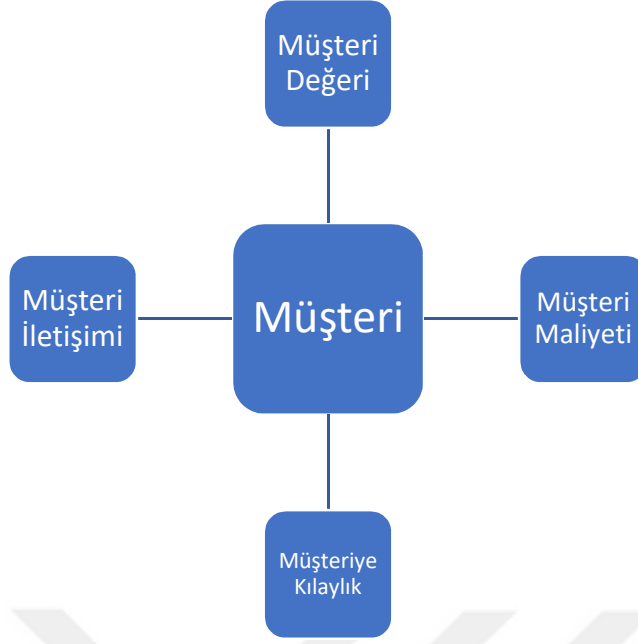 Müşteri
Değeri
Müşteri
İletişimi
Müşteri
Müşteri
Maliyeti
Müşteriye
Kılaylık